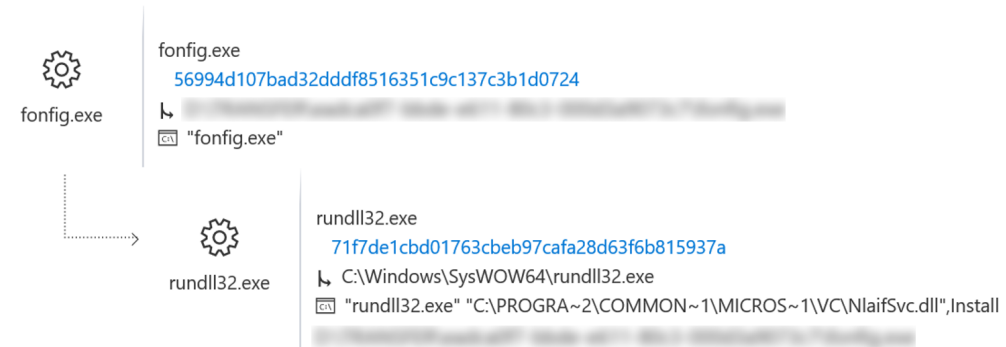 fonfig.exe
56994d107bad32dddf8516351c9c137c3b1d0724
fonfig.exe
"fonfig.exe"
rundll32.exe
71f7de1cbd01763cbeb97cafa28d63f6b815937a
rundll32.exe
C:\Windows\SysWOW64\rundll32.exe
"rundll32.exe" "C:\PROGRA~2\COMMON~1\MICROS~1\VC\NlaifSvc.dll",Install